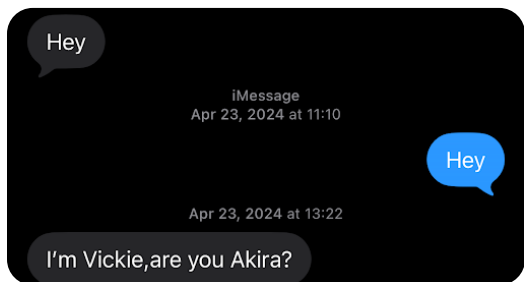 Hey
iMessage
Apr 23, 2024 at 11:10
Hey
Apr 23, 2024 at 13:22
I'm Vickie,are you Akira?